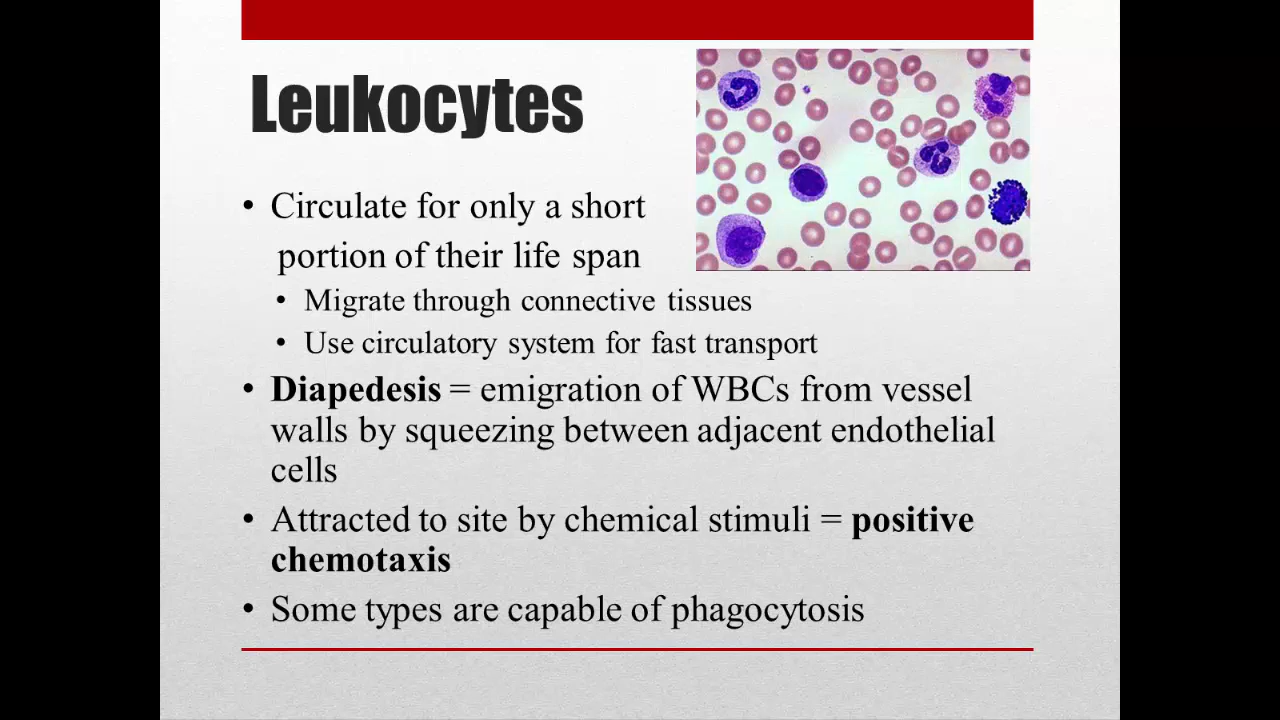 Leukocytes
• Circulate for only a short
portion of their life span
• Migrate through connective tissues
• Use circulatory system for fast transport
• Diapedesis = emigration of WBCs from vessel
walls by squeezing between adjacent endothelial
cells
• Attracted to site by chemical stimuli = positive
chemotaxis
• Some types are capable of phagocytosis